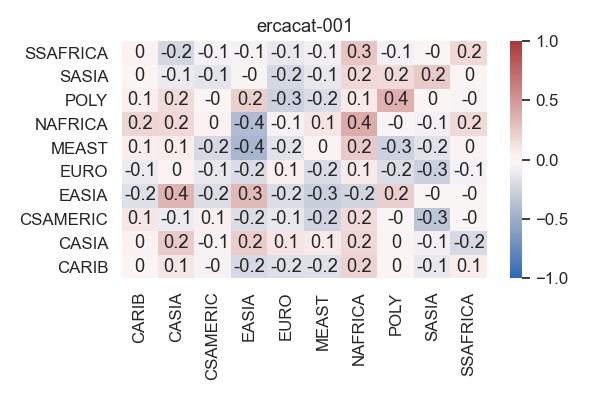 ercacat-001
SSAFRICA 0 -0.2 -0.1 -0.1 -0.1 -0.1 0.3 -0.1 -0 0.2
SASIA 0 -0.1 -0.1 -0 -0.2 -0.1 0.2 0.2 0.2 0
POLY 0.1 0.2 -0 0.2 -0.3 -0.2 0.1 0.4 0 -0
NAFRICA 0.2 0.2 0 -0.4 -0.1 0.1 0.4 -0 -0.1 0.2
MEAST 0.1 0.1 -0.2 -0.4 -0.2 0 0.2 -0.3 -0.2 0
EURO -0.1 0 -0.1 -0.2 0.1 -0.2 0.1 -0.2 -0.3 -0.1
EASIA -0.2 0.4 -0.2 0.3 -0.2 -0.3 -0.2 0.2 -0 -0
CSAMERIC 0.1 -0.1 0.1 -0.2 -0.1 -0.2 0.2 -0 -0.3 -0
CASIA 0 0.2 -0.1 0.2 0.1 0.1 0.2 0 -0.1 -0.2
CARIB 0 0.1 -0 -0.2 -0.2 -0.2 0.2 0 -0.1 0.1
CARIB CASIA CSAMERIC EASIA EURO MEAST NAFRICA POLY SASIA SSAFRICA
1.0
0.5
0.0
−0.5
−1.0